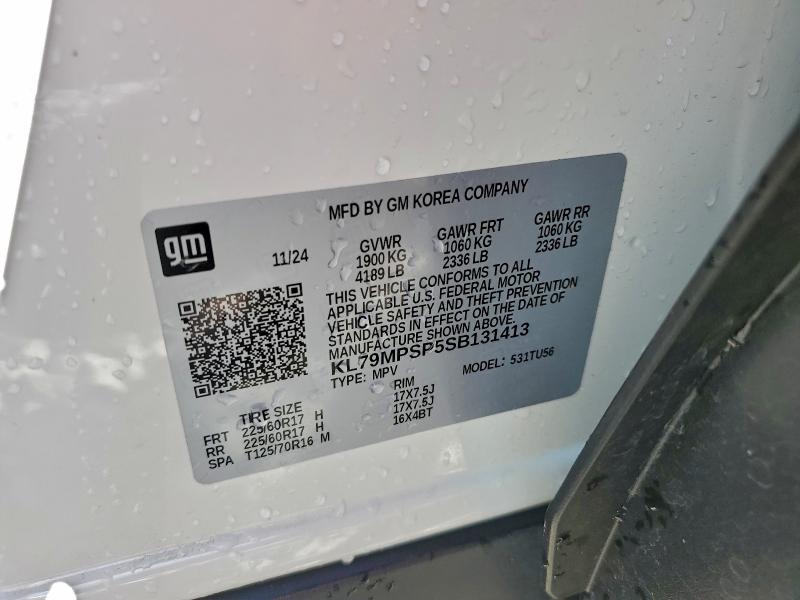 MFD BY GM KOREA COMPANY
gm
11/24
GVWR GAWR FRT GAWR RR
1900 KG 1060 KG 1060 KG
4189 LB 2336 LB 2336 LB
THIS VEHICLE CONFORMS TO ALL
APPLICABLE U.S. FEDERAL MOTOR
VEHICLE SAFETY AND THEFT PREVENTION
STANDARDS IN EFFECT ON THE DATE OF
MANUFACTURE SHOWN ABOVE.
KL79MPSP5SB131413
TYPE: MPV MODEL: 531TU56
TIRE SIZE RIM
FRT 225/60R17 H 17X7.5J
RR 225/60R17 H 17X7.5J
SPA T125/70R16 M 16X4BT